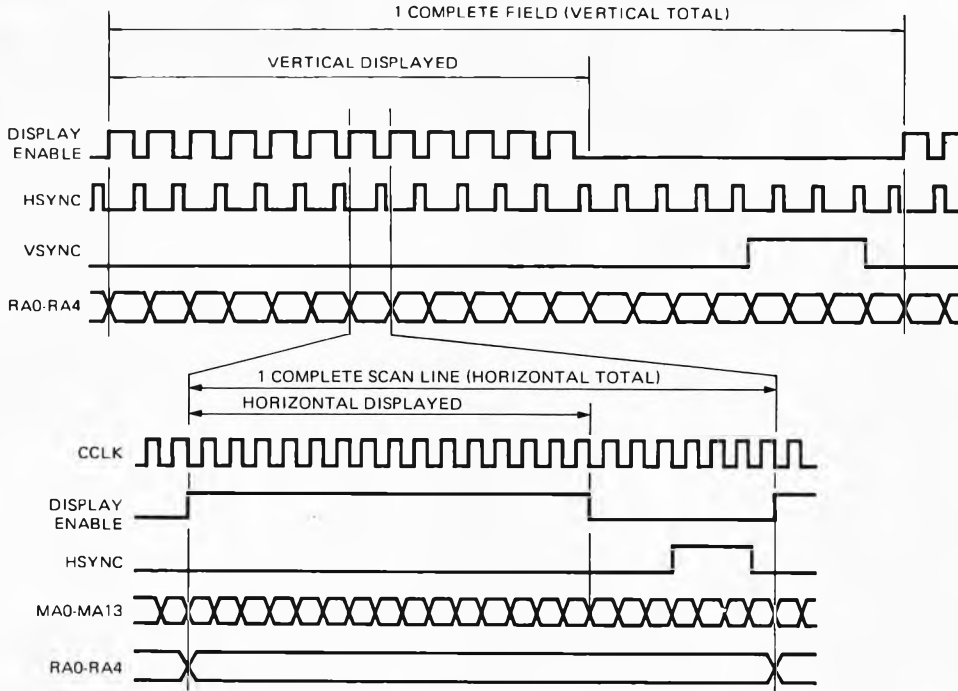 1 COMPLETE FIELD (VERTICAL TOTAL)
VERTICAL DISPLAYED
DISPLAY
ENABLE
HSYNC
VSYNC
RA0-RA4
1 COMPLETE SCAN LINE (HORIZONTAL TOTAL)
HORIZONTAL DISPLAYED
CCLK
DISPLAY
ENABLE
HSYNC
MA0-MA13
RA0-RA4